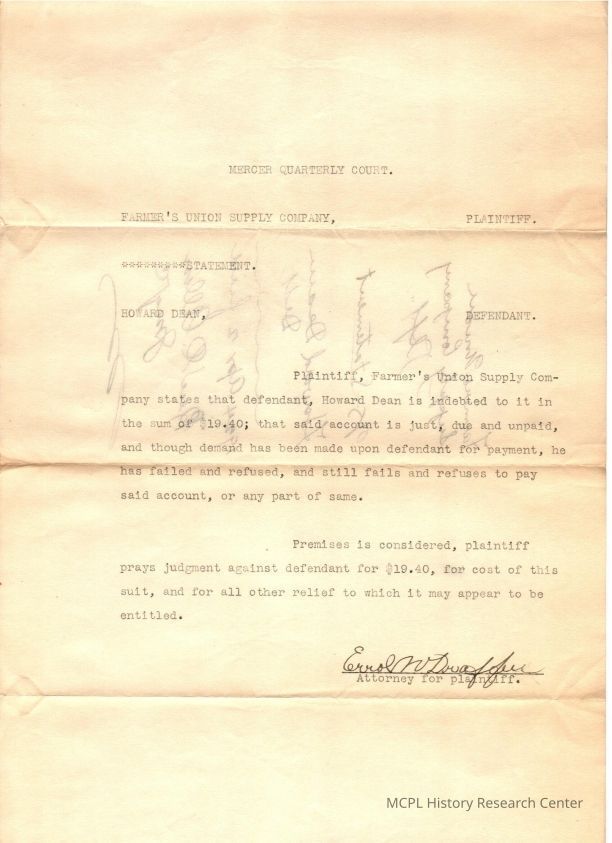 MERCER QUARTERLY COURT.
FARMER'S UNION SUPPLY COMPANY, PLAINTIFF.
*********STATEMENT.
HOWARD DEAN, DEFENDANT.
Plaintiff, Farmer's Union Supply Com-
pany states that defendant, Howard Dean is indebted to it in
the sum of $19.40; that said account is just, due and unpaid,
and though demand has been made upon defendant for payment, he
has failed and refused, and still fails and refuses to pay
said account, or any part of same.
Premises is considered, plaintiff
prays judgment against defendant for $19.40, for cost of this
suit, and for all other relief to which it may appear to be
entitled.
Errol W Draffen
Attorney for plaintiff.
MCPL History Research Center